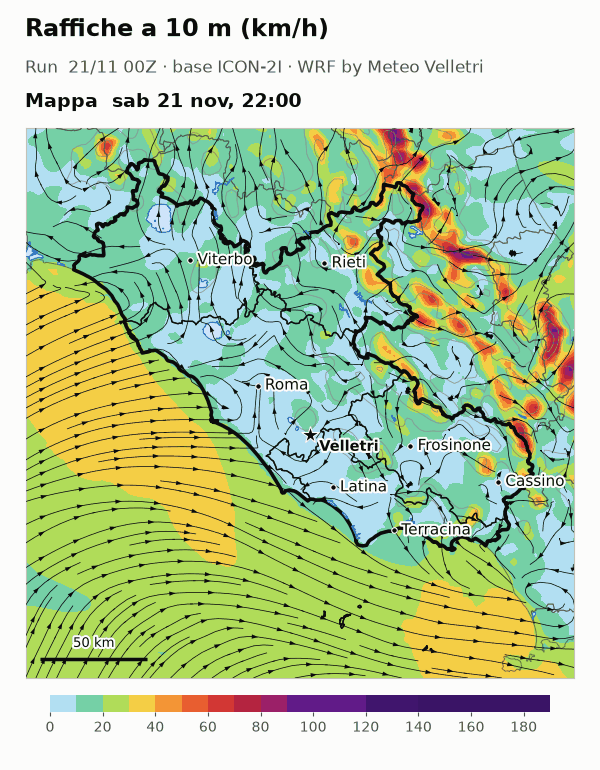 Raffiche a 10 m (km/h)
Run 21/11 00Z · base ICON-2I · WRF by Meteo Velletri
Mappa sab 21 nov, 22:00
Viterbo
Rieti
Roma
Velletri
Frosinone
Cassino
Latina
Terracina
50 km
0 20 40 60 80 100 120 140 160 180